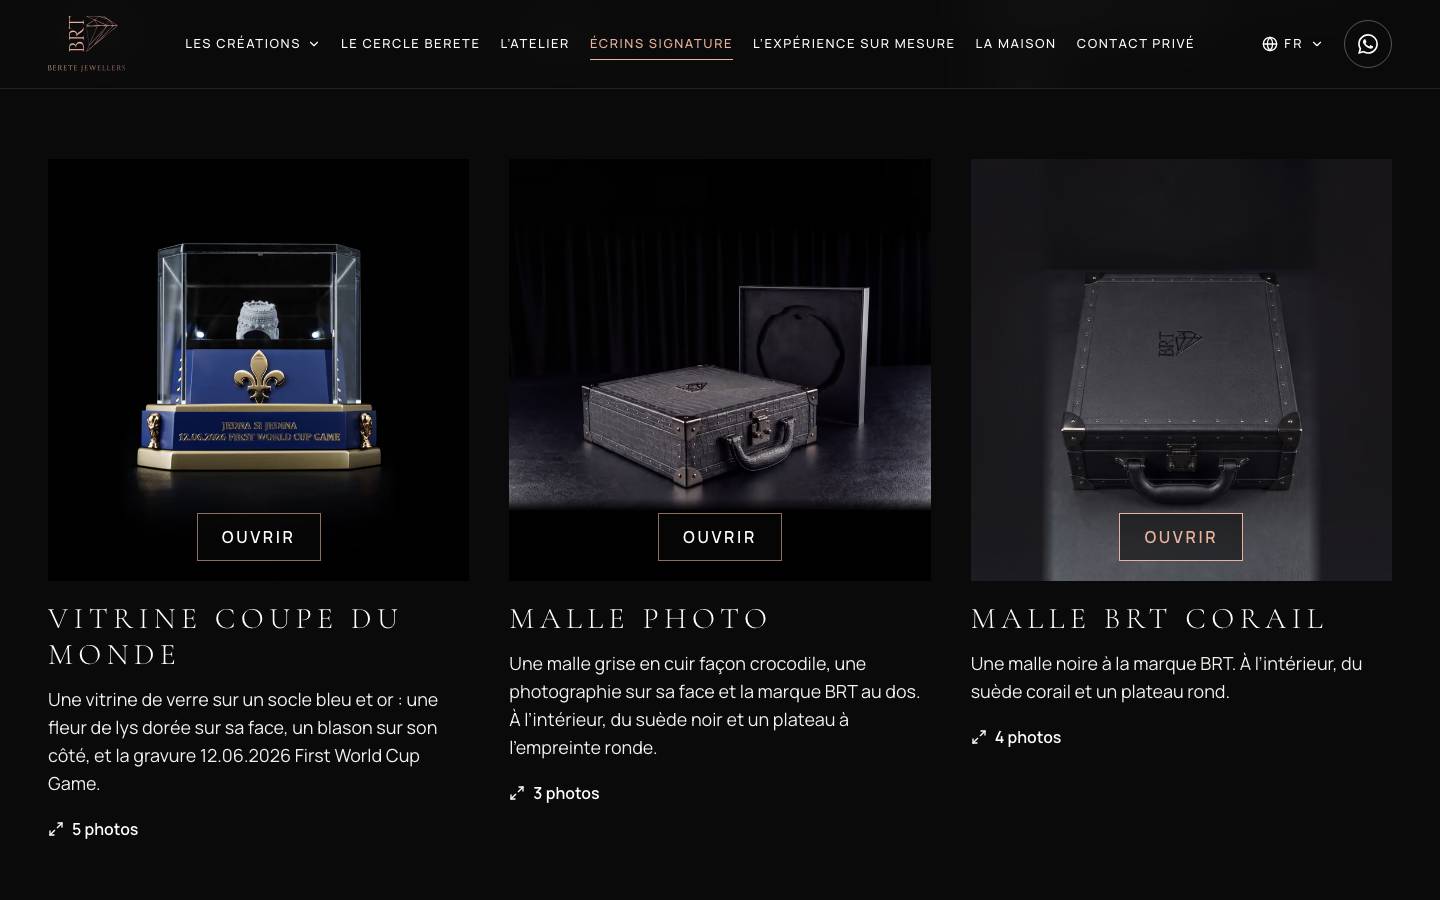 BRT
BERETE JEWELLERS
LES CRÉATIONS
LE CERCLE BERETE
L'ATELIER
ÉCRINS SIGNATURE
L'EXPÉRIENCE SUR MESURE
LA MAISON
CONTACT PRIVÉ
FR
JEDNA SI JEDINA
12.06.2026 FIRST WORLD CUP GAME
BRT
OUVRIR
OUVRIR
OUVRIR
VITRINE COUPE DU
MONDE
Une vitrine de verre sur un socle bleu et or : une
fleur de lys dorée sur sa face, un blason sur son
côté, et la gravure 12.06.2026 First World Cup
Game.
5 photos
MALLE PHOTO
Une malle grise en cuir façon crocodile, une
photographie sur sa face et la marque BRT au dos.
À l'intérieur, du suède noir et un plateau à
l'empreinte ronde.
3 photos
MALLE BRT CORAIL
Une malle noire à la marque BRT. À l'intérieur, du
suède corail et un plateau rond.
4 photos